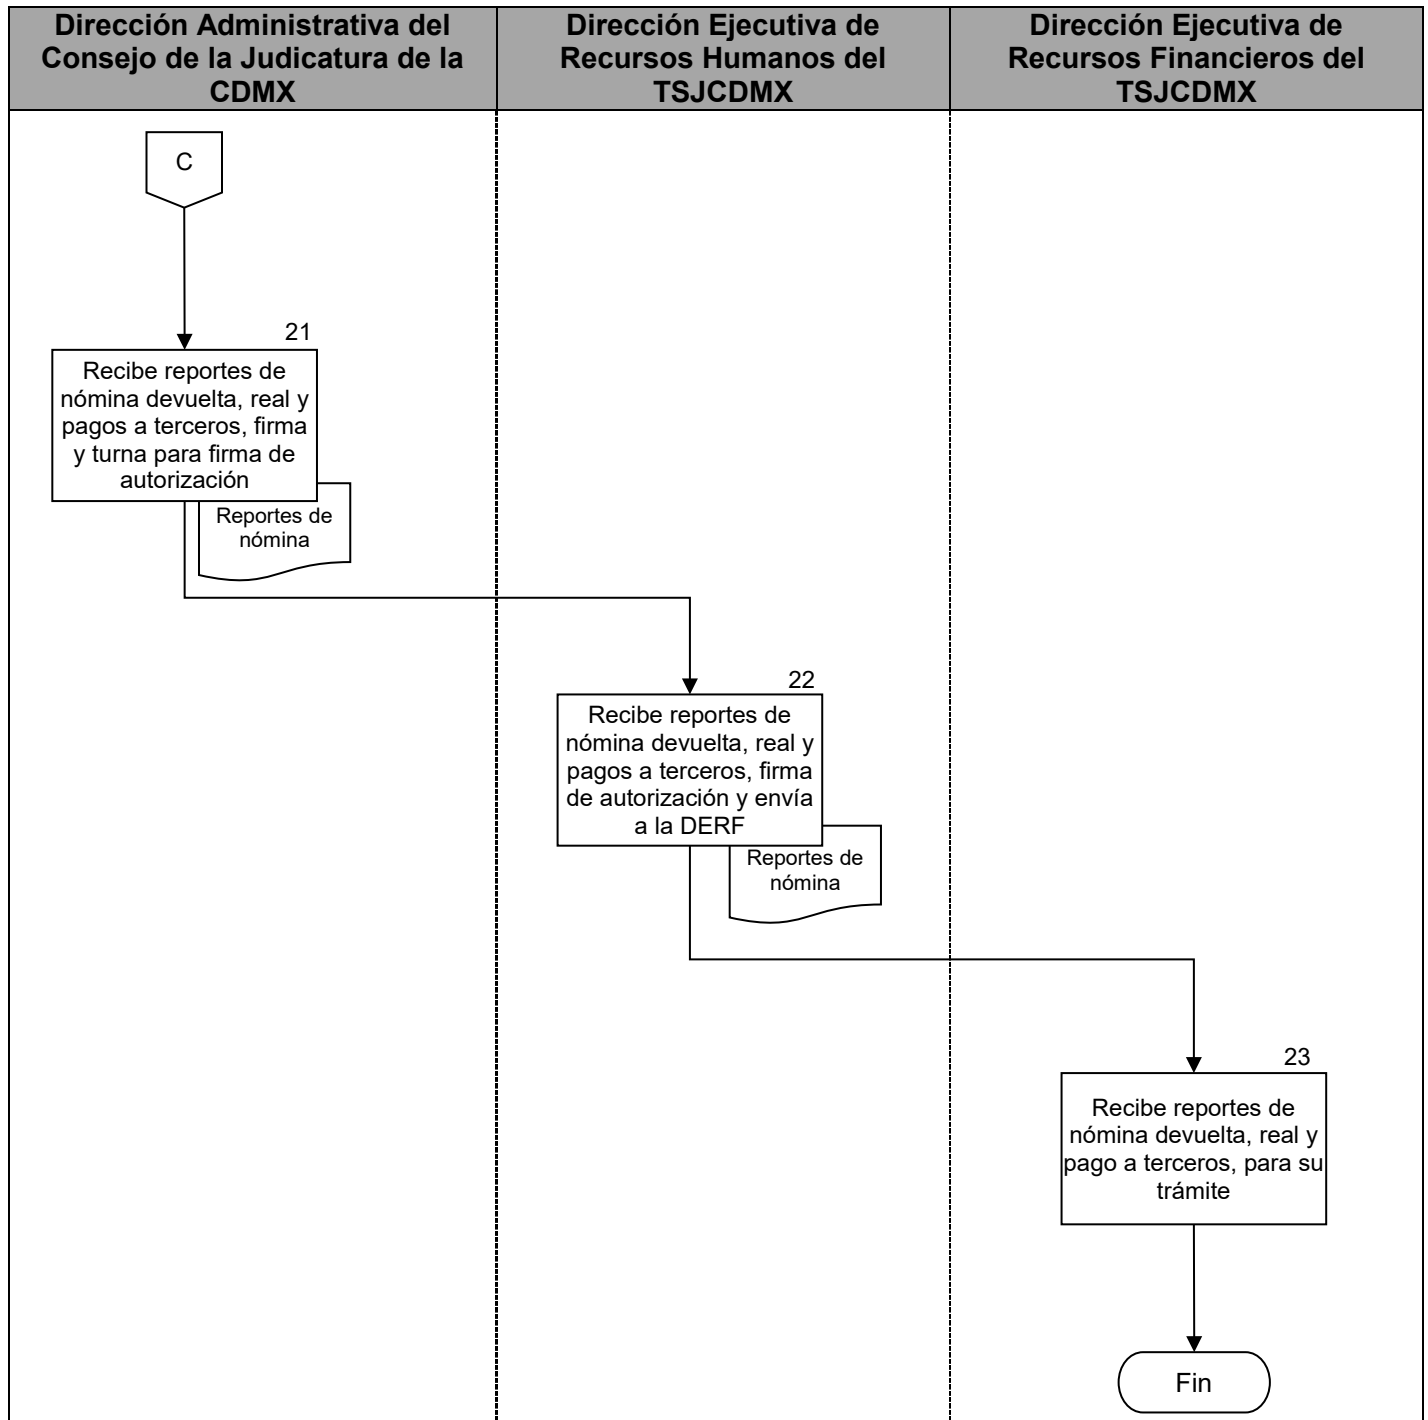 Dirección Administrativa del
Consejo de la Judicatura de la
CDMX
Dirección Ejecutiva de
Recursos Humanos del
TSJCDMX
Dirección Ejecutiva de
Recursos Financieros del
TSJCDMX
C
21
Recibe reportes de
nómina devuelta, real y
pagos a terceros, firma
y turna para firma de
autorización
Reportes de
nómina
22
Recibe reportes de
nómina devuelta, real y
pagos a terceros, firma
de autorización y envía
a la DERF
Reportes de
nómina
23
Recibe reportes de
nómina devuelta, real y
pago a terceros, para su
trámite
Fin